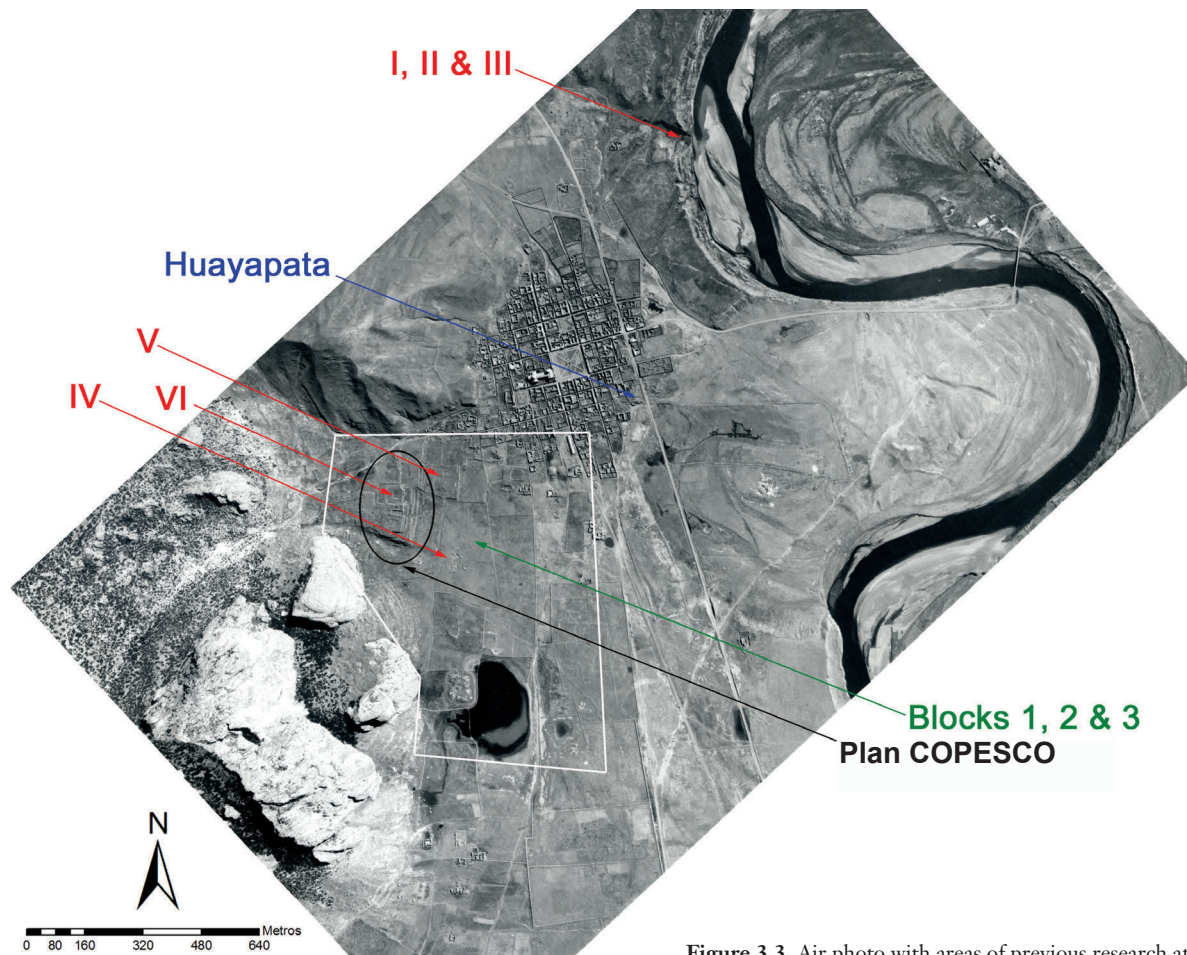 I, II & III
Huayapata
V
VI
IV
Blocks 1, 2 & 3
Plan COPESCO
N
Metros
0 80 160 320 480 640
Figure 3.3. Air photo with areas of previous research at